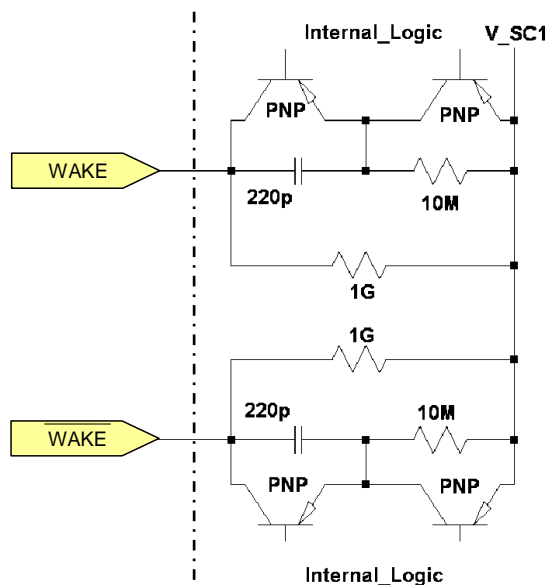 Internal_Logic
V_SC1
PNP
PNP
WAKE
220p
10M
1G
1G
220p
10M
WAKE
PNP
PNP
Internal_Logic